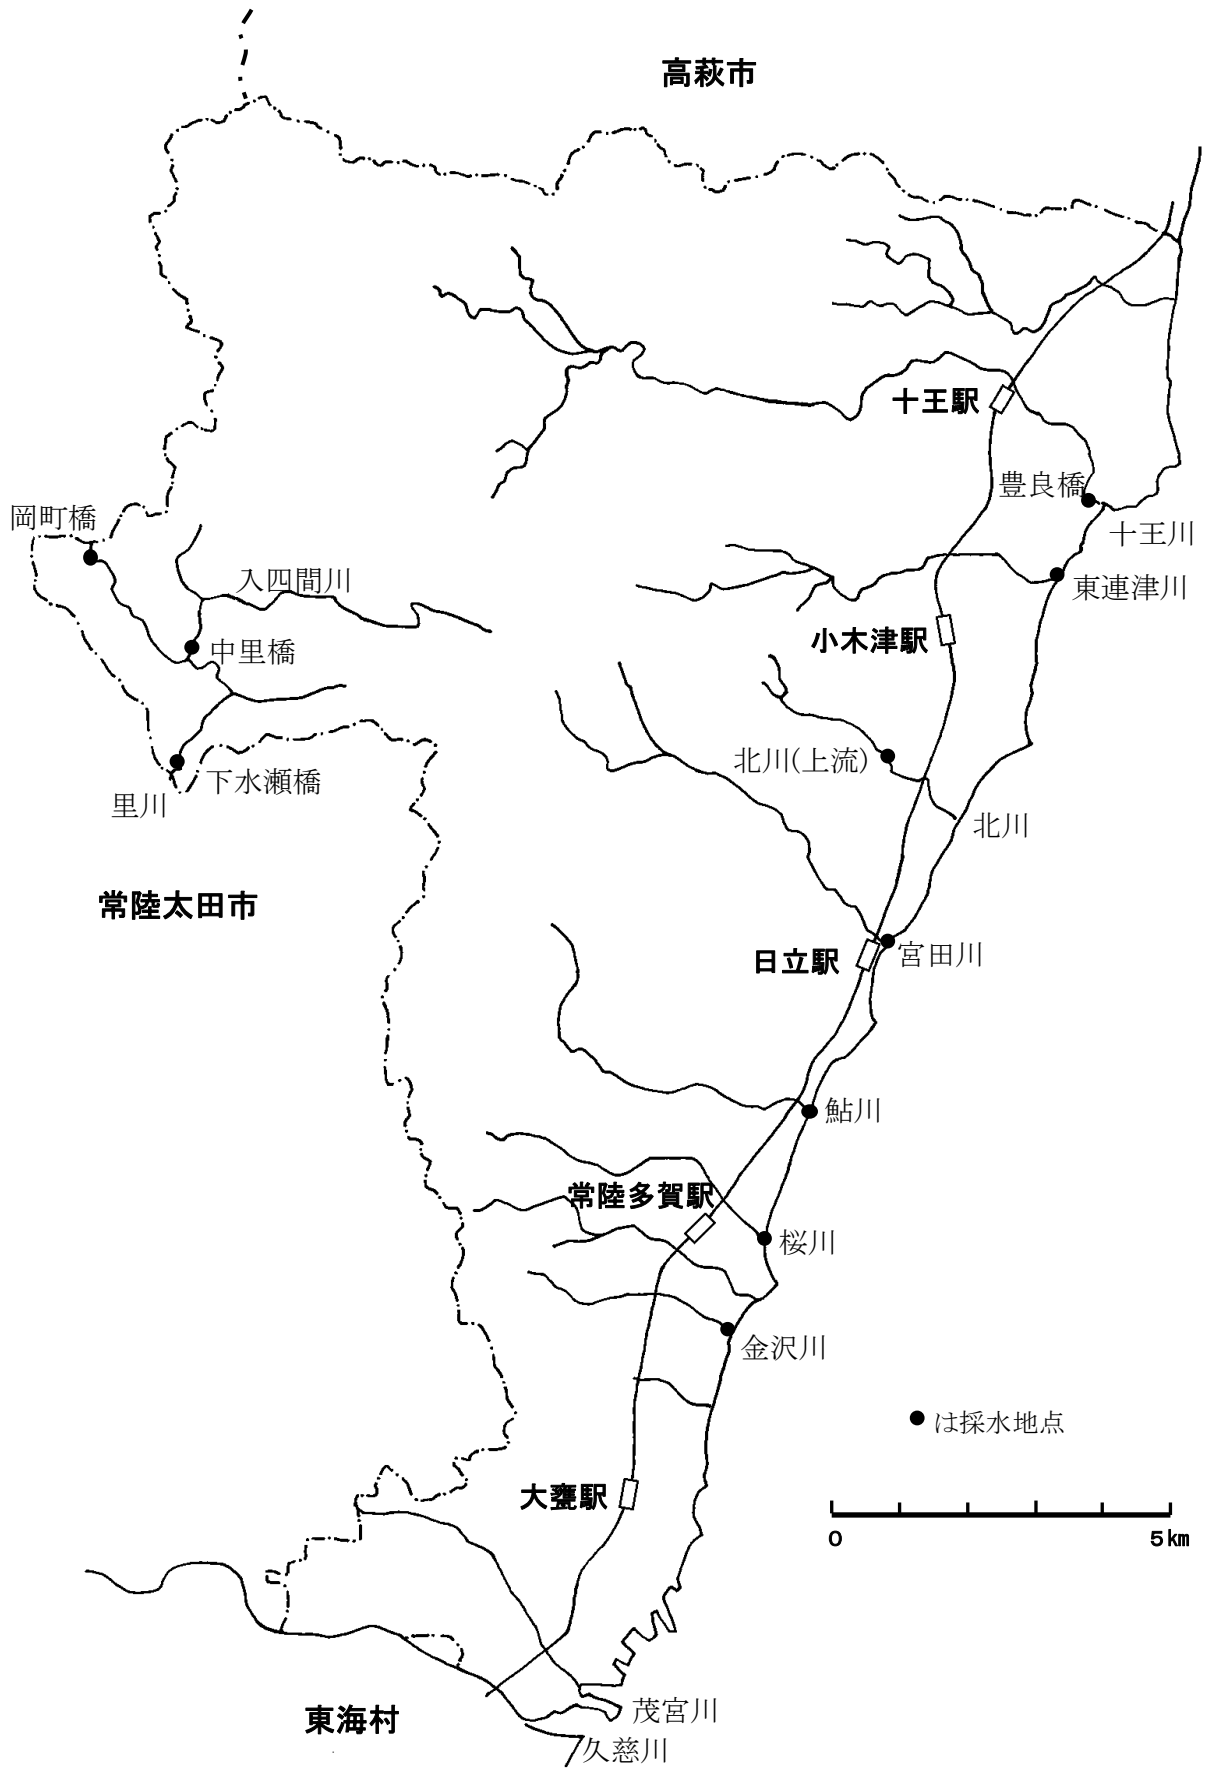 高萩市
十王駅
豊良橋
岡町橋
十王川
入四間川
東連津川
小木津駅
中里橋
北川(上流)
下水瀬橋
里川
北川
常陸太田市
宮田川
日立駅
鮎川
常陸多賀駅
桜川
金沢川
●は採水地点
大甕駅
0 5km
茂宮川
東海村
久慈川